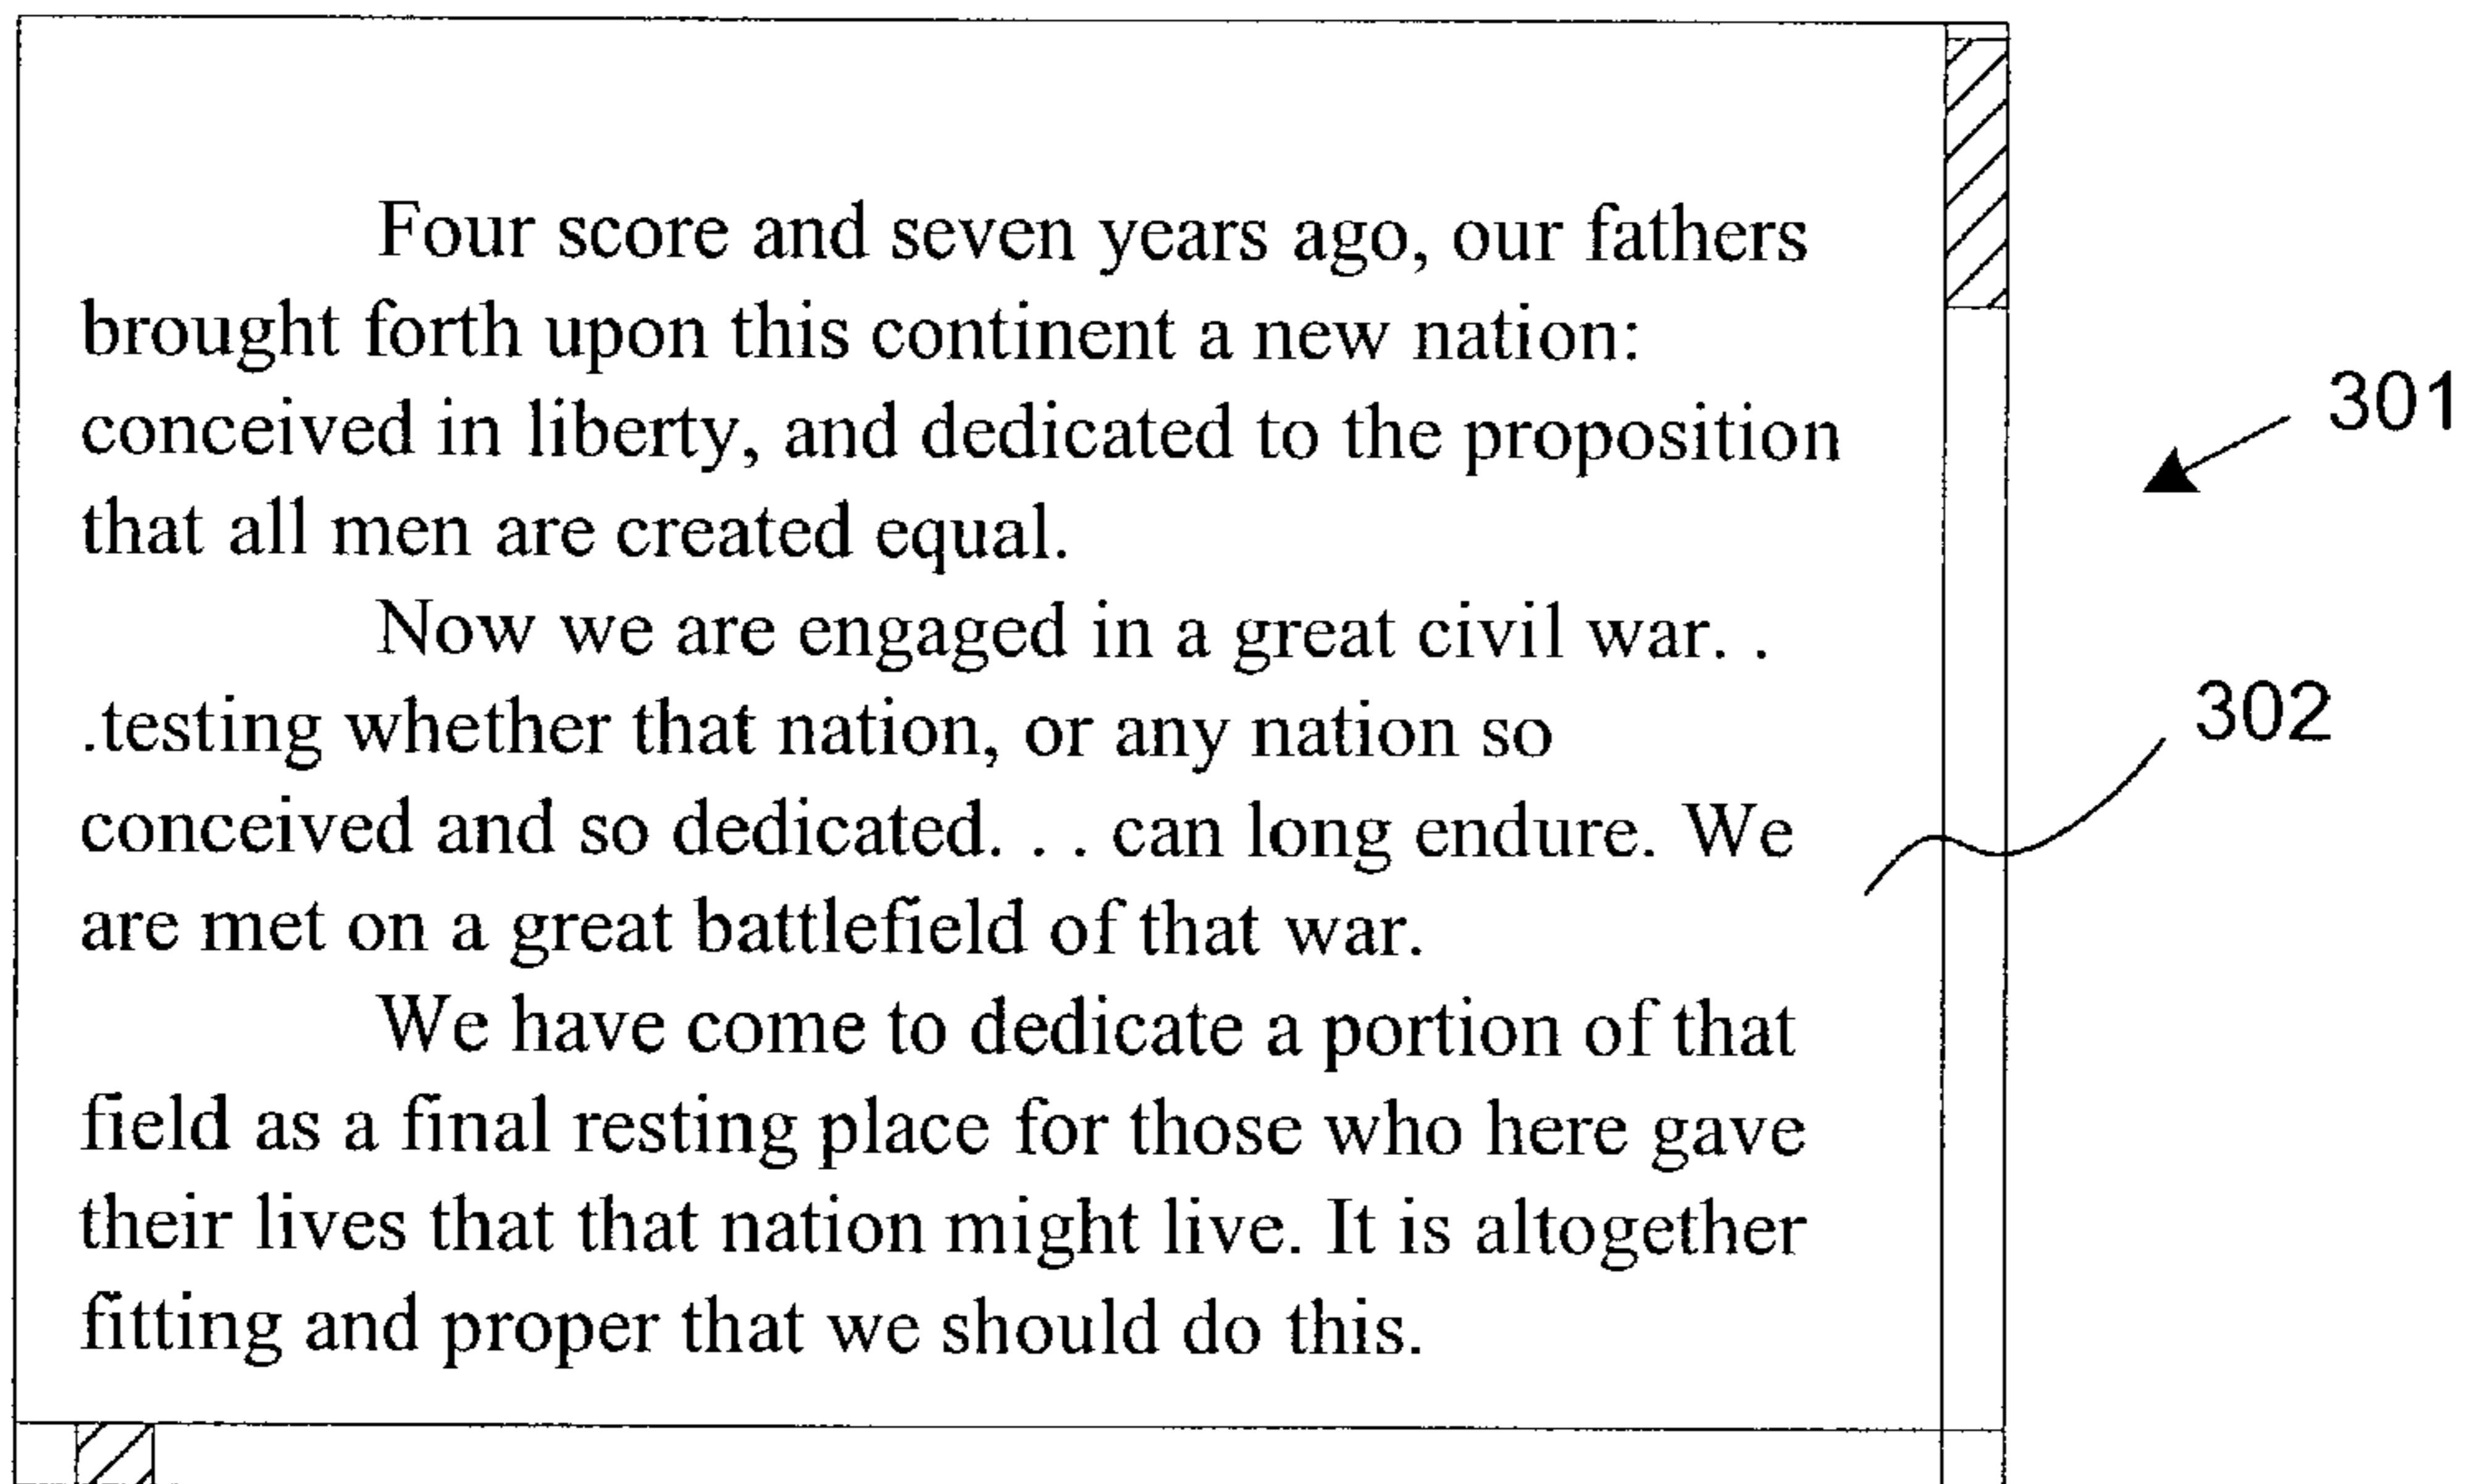 Four score and seven years ago, our fathers
brought forth upon this continent a new nation:
conceived in liberty, and dedicated to the proposition
that all men are created equal.
Now we are engaged in a great civil war. .
.testing whether that nation, or any nation so
conceived and so dedicated. . . can long endure. We
are met on a great battlefield of that war.
We have come to dedicate a portion of that
field as a final resting place for those who here gave
their lives that that nation might live. It is altogether
fitting and proper that we should do this.
301
302